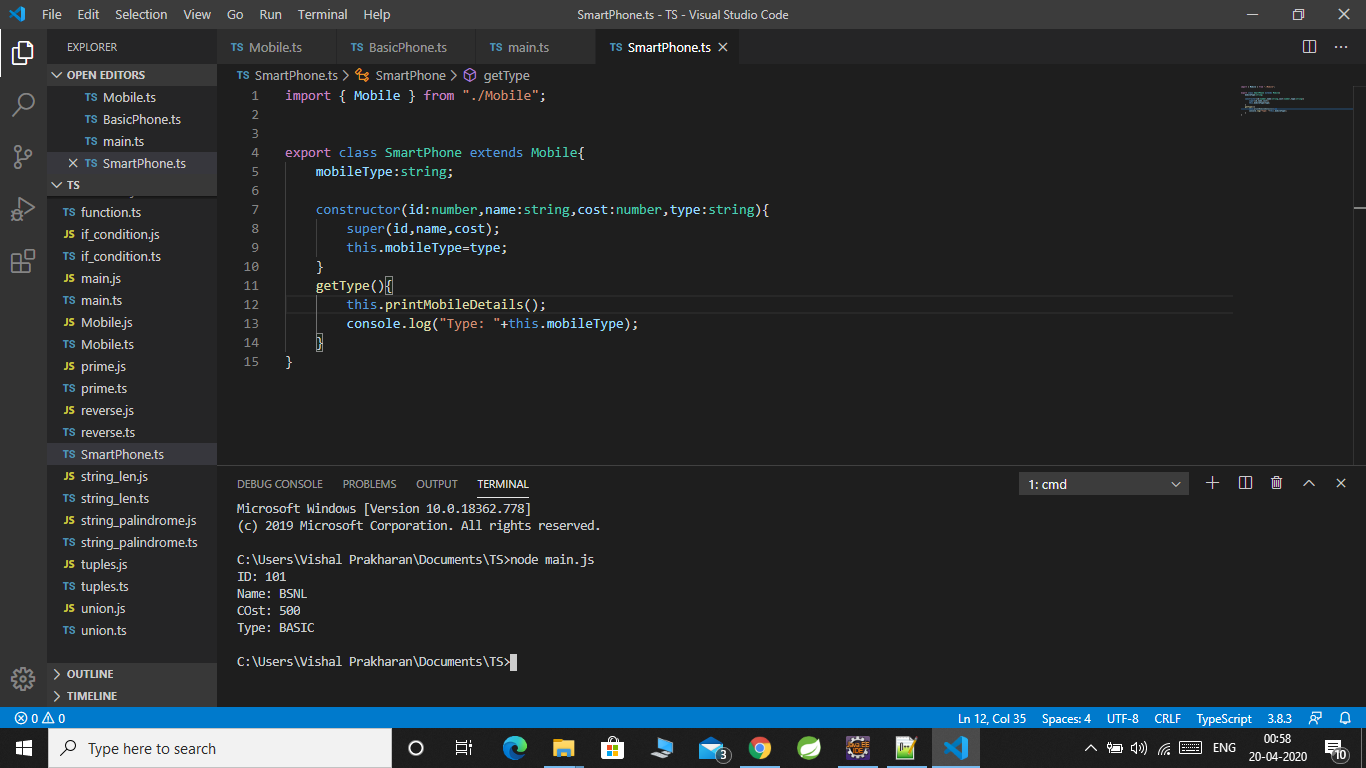 File Edit Selection View Go Run Terminal Help
SmartPhone.ts - TS - Visual Studio Code
EXPLORER
OPEN EDITORS
TS Mobile.ts
TS BasicPhone.ts
TS main.ts
TS SmartPhone.ts
TS
TS function.ts
JS if_condition.js
TS if_condition.ts
JS main.js
TS main.ts
JS Mobile.js
TS Mobile.ts
JS prime.js
TS prime.ts
JS reverse.js
TS reverse.ts
TS SmartPhone.ts
JS string_len.js
TS string_len.ts
JS string_palindrome.js
TS string_palindrome.ts
JS tuples.js
TS tuples.ts
JS union.js
TS union.ts
OUTLINE
TIMELINE
TS Mobile.ts TS BasicPhone.ts TS main.ts TS SmartPhone.ts
TS SmartPhone.ts > SmartPhone > getType
1 import { Mobile } from "./Mobile";
2
3
4 export class SmartPhone extends Mobile{
5 mobileType:string;
6
7 constructor(id:number,name:string,cost:number,type:string){
8 super(id,name,cost);
9 this.mobileType=type;
10 }
11 getType(){
12 this.printMobileDetails();
13 console.log("Type: "+this.mobileType);
14 }
15 }
DEBUG CONSOLE PROBLEMS OUTPUT TERMINAL 1: cmd
Microsoft Windows [Version 10.0.18362.778]
(c) 2019 Microsoft Corporation. All rights reserved.
C:\Users\Vishal Prakharan\Documents\TS>node main.js
ID: 101
Name: BSNL
COst: 500
Type: BASIC
C:\Users\Vishal Prakharan\Documents\TS>
0 0 Ln 12, Col 35 Spaces: 4 UTF-8 CRLF TypeScript 3.8.3
Type here to search
3
ENG
00:58
20-04-2020
10